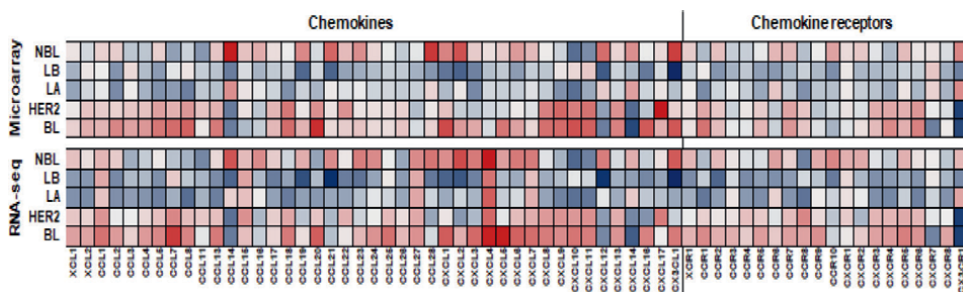 Chemokines Chemokine receptors
Microarray
NBL
LB
LA
HER2
BL
RNA-seq
NBL
LB
LA
HER2
BL
XCL1
XCL2
CCL1
CCL2
CCL3
CCL4
CCL5
CCL7
CCL8
CCL11
CCL13
CCL14
CCL15
CCL16
CCL17
CCL18
CCL19
CCL20
CCL21
CCL22
CCL23
CCL24
CCL25
CCL26
CCL27
CCL28
CXCL1
CXCL2
CXCL3
CXCL4
CXCL5
CXCL6
CXCL7
CXCL8
CXCL9
CXCL10
CXCL11
CXCL12
CXCL13
CXCL14
CXCL16
CXCL17
CX3CL1
XCR1
CCR1
CCR2
CCR3
CCR4
CCR5
CCR6
CCR7
CCR8
CCR9
CCR10
CXCR1
CXCR2
CXCR3
CXCR4
CXCR5
CXCR6
CXCR7
CXCR8
CX3CR1